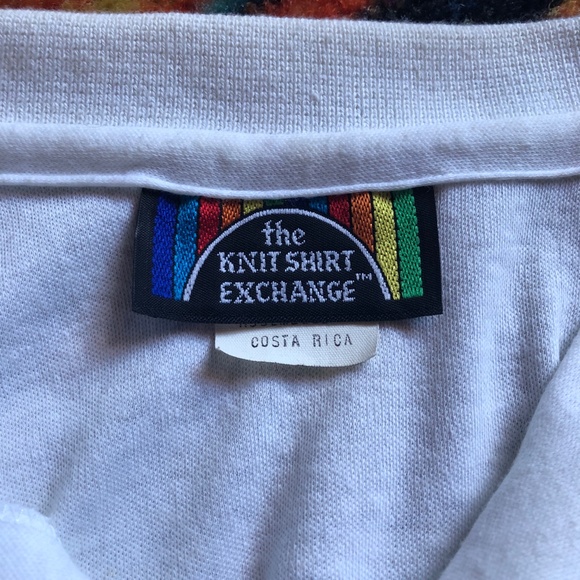 the
KNIT SHIRT
EXCHANGE™
COSTA RICA